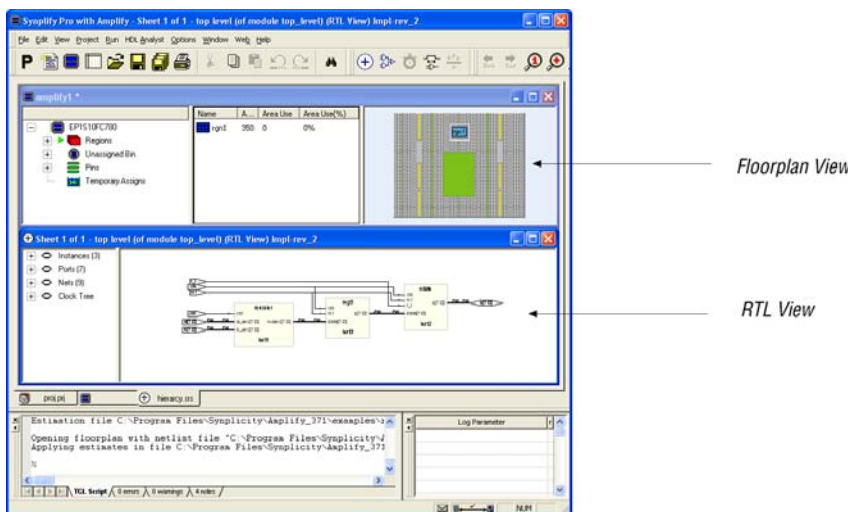 Synplify Pro with Amplify - Sheet 1 of 1 - top level (of module top_level) (RTL View) Impl-rev_2
File Edit View Project Run HDL Analyst Options Window Web Help
amplify1 *
Name A... Area Use Area Use(%)
EP1S10FC780
rgn1 350 0 0%
Regions
Unassigned Bin
Pins
Temporary Assigns
Floorplan View
Sheet 1 of 1 - top level (of module top_level) (RTL View) Impl-rev_2
Instances (3)
Ports (7)
Nets (9)
Clock Tree
RTL View
proj.prj
hierarcy.srs
Estimation file C:\Program Files\Synplicity\Amplify_371\examples\
Opening floorplan with netlist file "C:\Program Files\Synplicity\
Applying estimates in file C:\Program Files\Synplicity\Amplify_371
%
TCL Script 0 errors 0 warnings 4 notes
Log Parameter
NUM